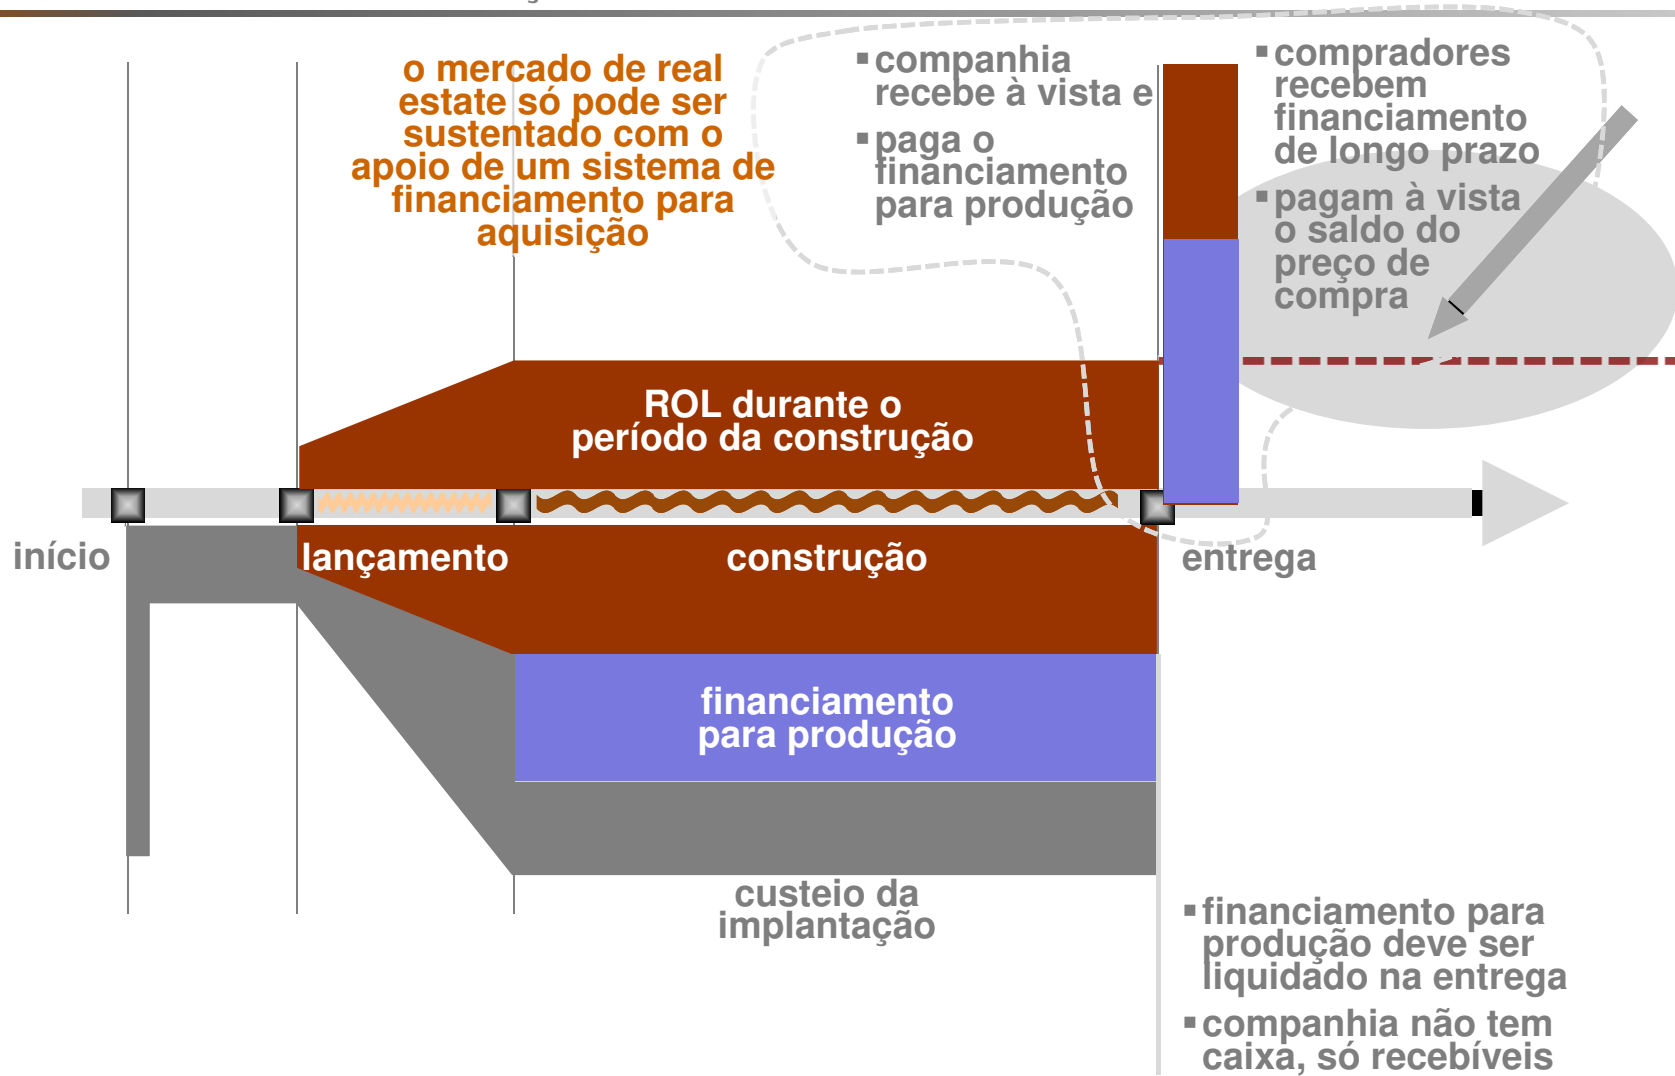 o mercado de real
estate só pode ser
sustentado com o
apoio de um sistema de
financiamento para
aquisição
▪companhia
recebe à vista e
▪paga o
financiamento
para produção
▪compradores
recebem
financiamento
de longo prazo
▪pagam à vista
o saldo do
preço de
compra
ROL durante o
período da construção
início
lançamento
construção
entrega
financiamento
para produção
custeio da
implantação
▪financiamento para
produção deve ser
liquidado na entrega
▪companhia não tem
caixa, só recebíveis